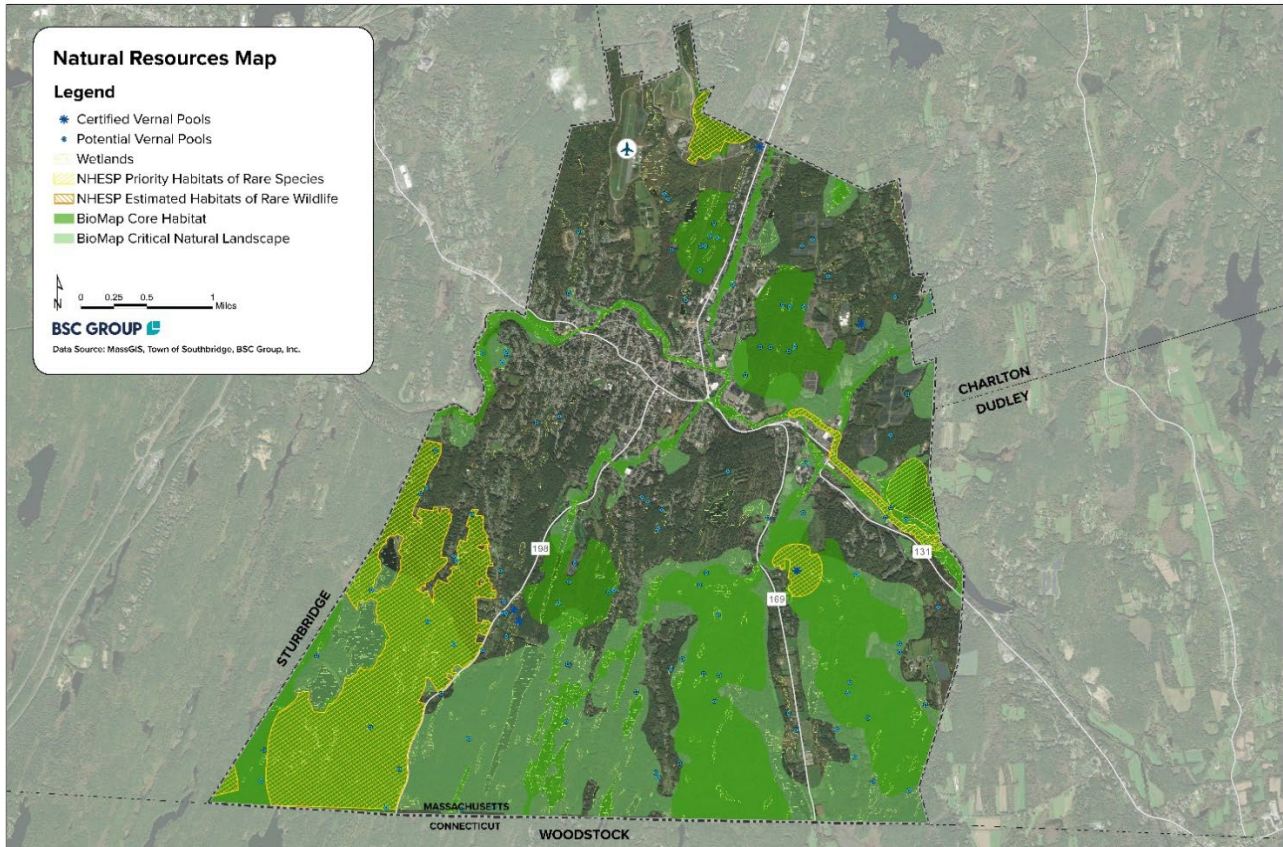 Natural Resources Map
Legend
Certified Vernal Pools
Potential Vernal Pools
Wetlands
NHESP Priority Habitats of Rare Species
NHESP Estimated Habitats of Rare Wildlife
BioMap Core Habitat
BioMap Critical Natural Landscape
N
0 0.25 0.5 1
Miles
BSC GROUP
Data Source: MassGIS, Town of Southbridge, BSC Group, Inc.
CHARLTON
DUDLEY
198
131
169
STURBRIDGE
MASSACHUSETTS
CONNECTICUT
WOODSTOCK